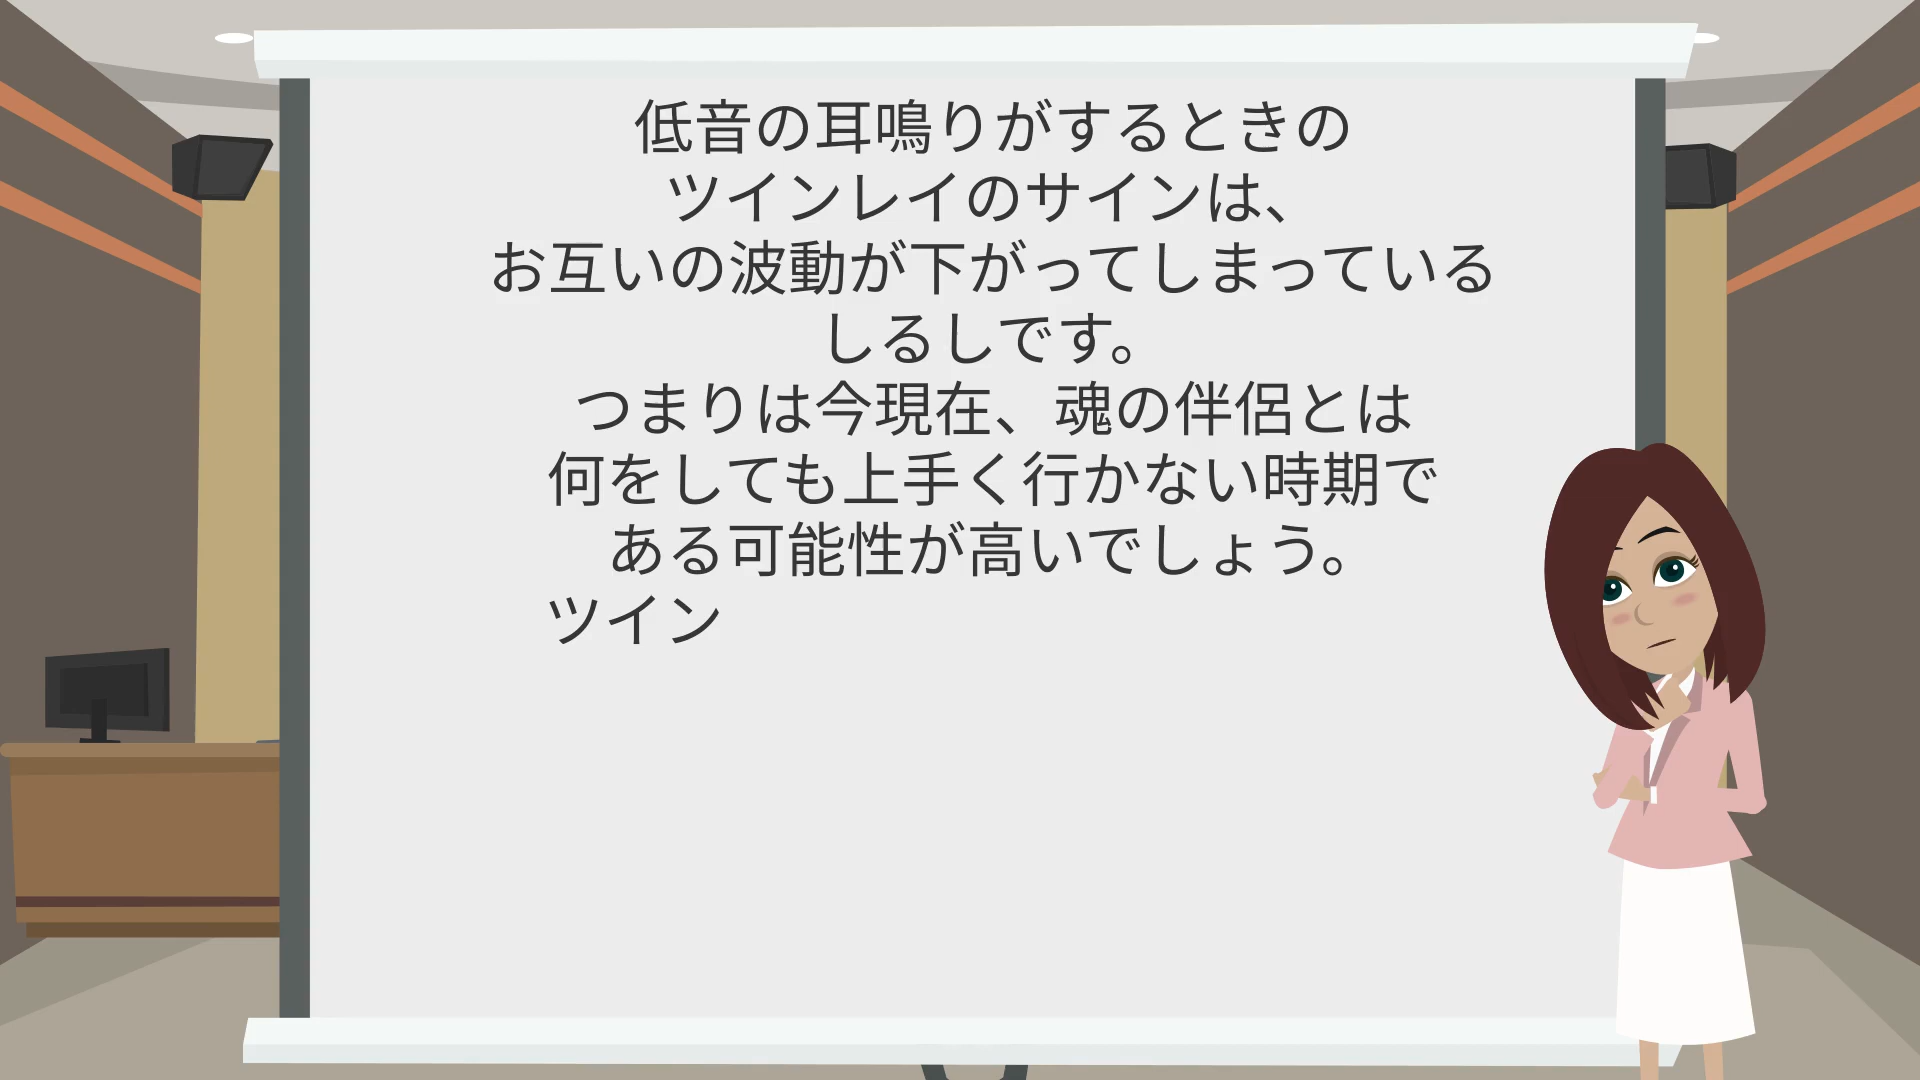 低音の耳鳴りがするときの
ツインレイのサインは、
お互いの波動が下がってしまっている
しるしです。
つまりは今現在、魂の伴侶とは
何をしても上手く行かない時期で
ある可能性が高いでしょう。
ツイン